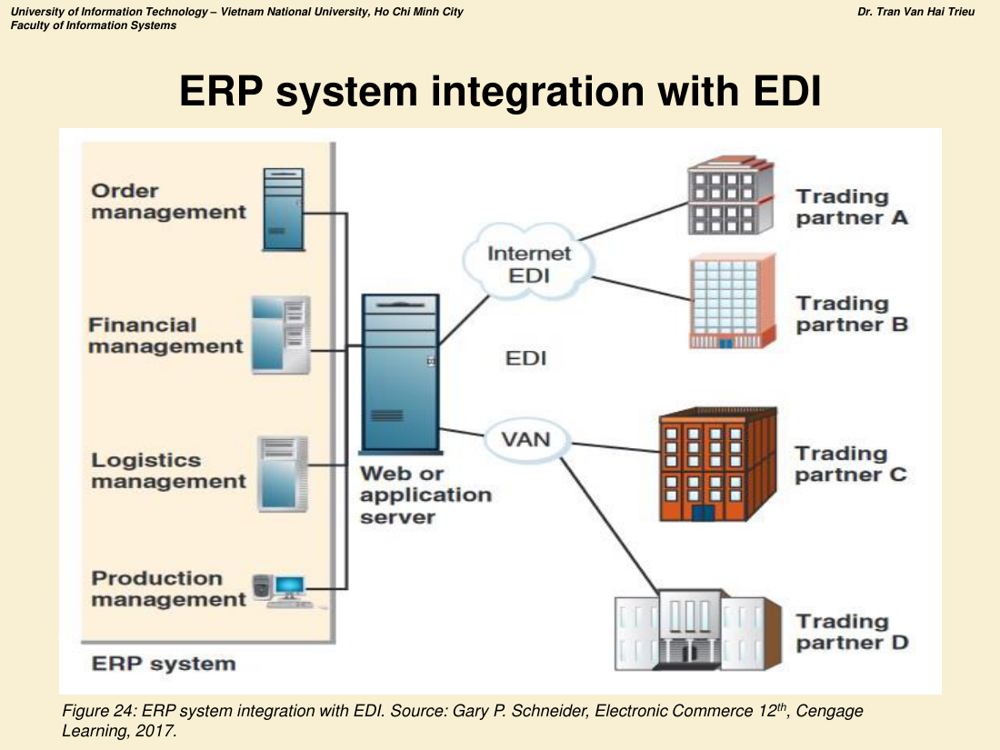 University of Information Technology – Vietnam National University, Ho Chi Minh City
Dr. Tran Van Hai Trieu
Faculty of Information Systems
ERP system integration with EDI
Order
management
Financial
management
Logistics
management
Production
management
ERP system
Web or
application
server
Internet
EDI
EDI
VAN
Trading
partner A
Trading
partner B
Trading
partner C
Trading
partner D
Figure 24: ERP system integration with EDI. Source: Gary P. Schneider, Electronic Commerce 12th, Cengage
Learning, 2017.